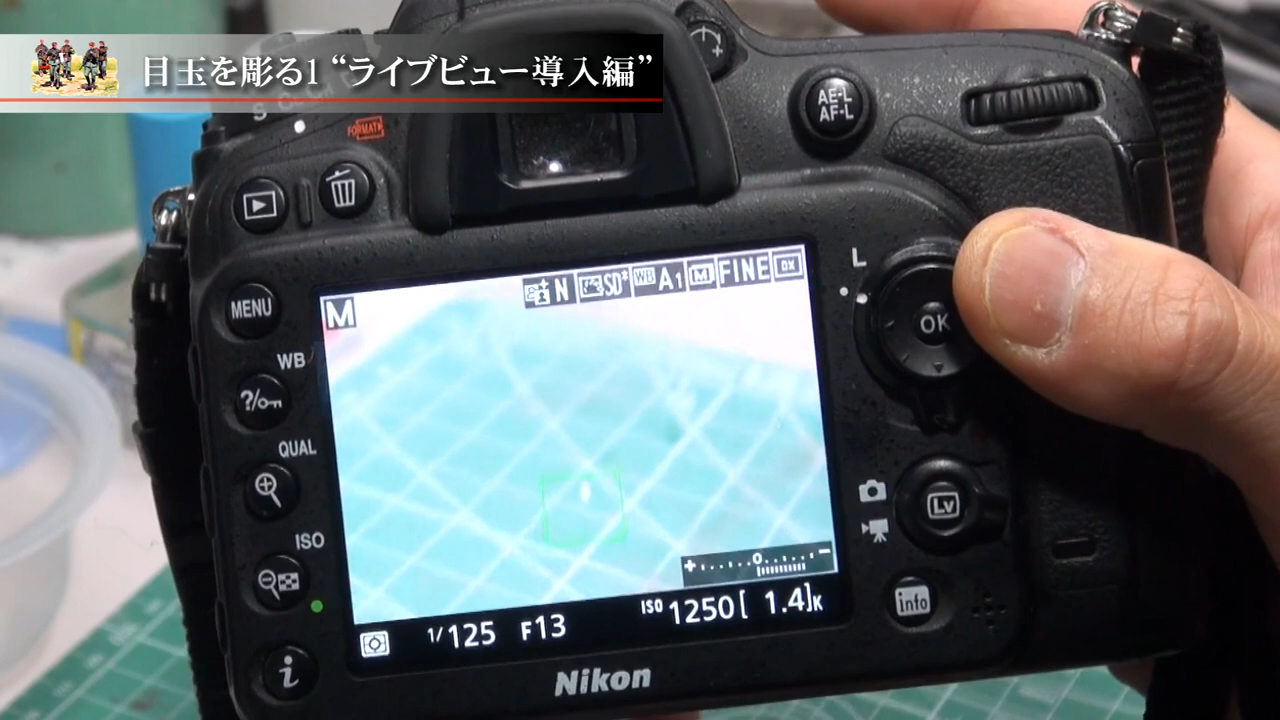 目玉を彫る1 “ライブビュー導入編”
S
FORMAT
AE-L
AF-L
MENU
WB
?
QUAL
ISO
i
M
N SD* WB A1 M FINE DX
L
OK
Lv
info
+ 0 -
1/125 F13 ISO 1250 [ 1.4]K
Nikon